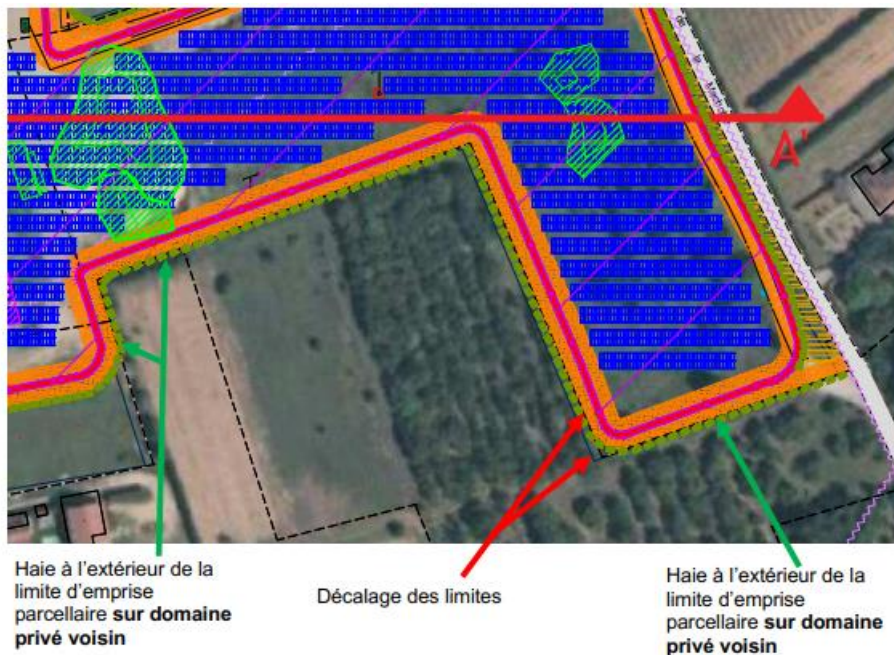 A'
Haie à l'extérieur de la
limite d'emprise
parcellaire sur domaine
privé voisin
Décalage des limites
Haie à l'extérieur de la
limite d'emprise
parcellaire sur domaine
privé voisin